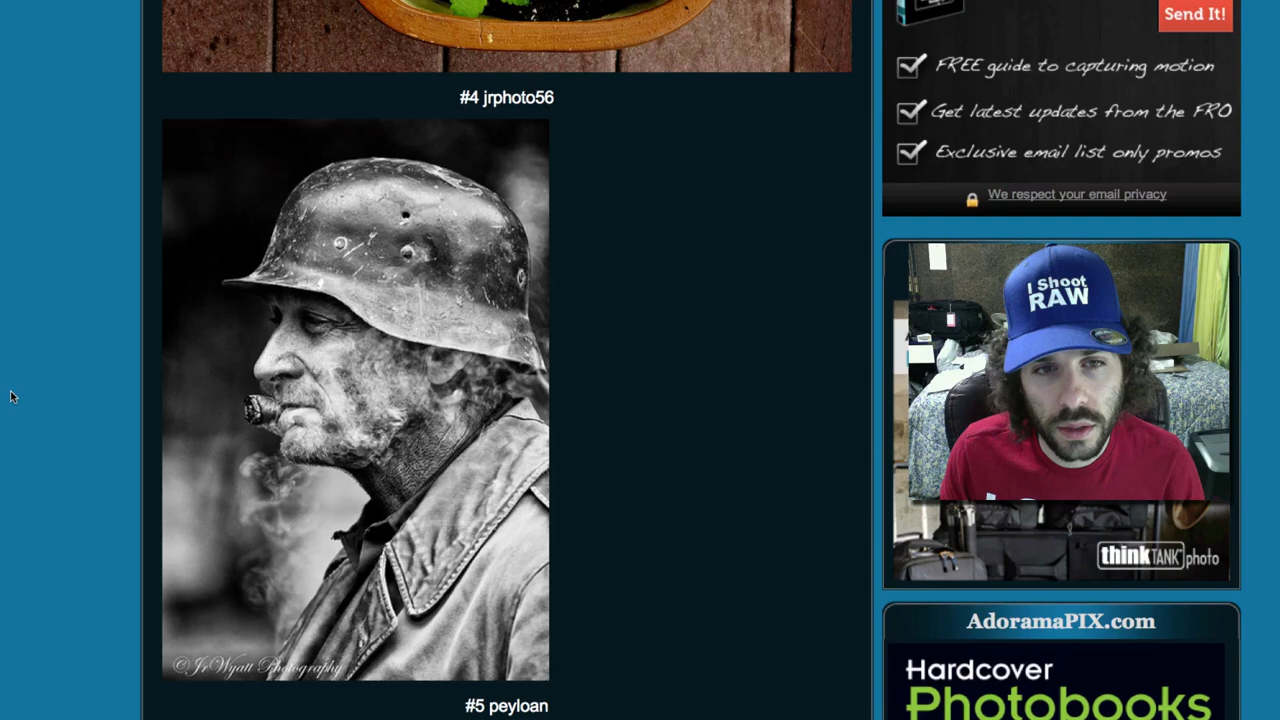 #4 jrphoto56
©JrWyatt Photography
#5 peyloan
Send It!
FREE guide to capturing motion
Get latest updates from the FRO
Exclusive email list only promos
We respect your email privacy
I Shoot
RAW
thinkTANK photo
AdoramaPIX.com
Hardcover
Photobooks